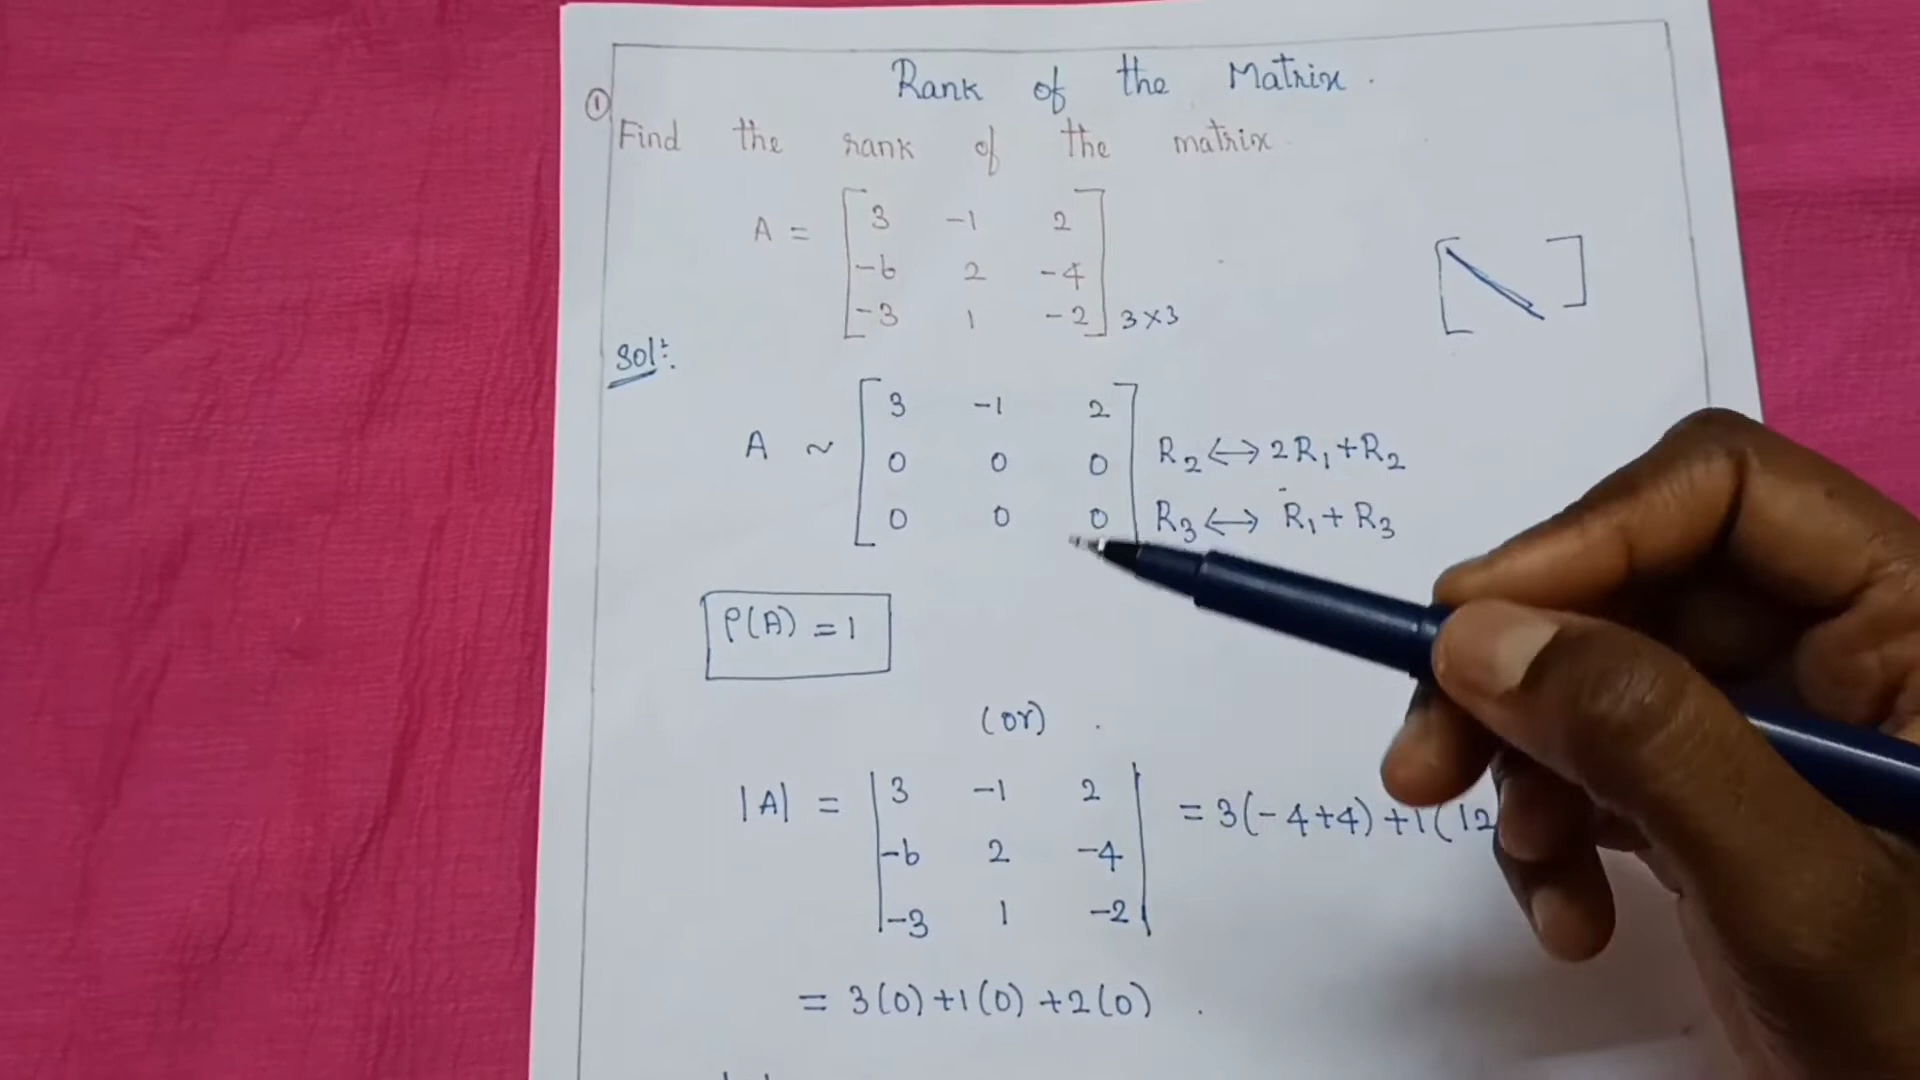 Rank of the Matrix.
① Find the rank of the matrix
A = [ 3 -1 2
-6 2 -4
-3 1 -2 ] 3×3
Sol:
A ~ [ 3 -1 2
0 0 0 R₂ ↔ 2R₁+R₂
0 0 0 ] R₃ ↔ R₁+R₃
ρ(A) = 1
(or)
|A| = | 3 -1 2 | = 3(-4+4)+1(12
-6 2 -4
-3 1 -2
= 3(0)+1(0)+2(0).